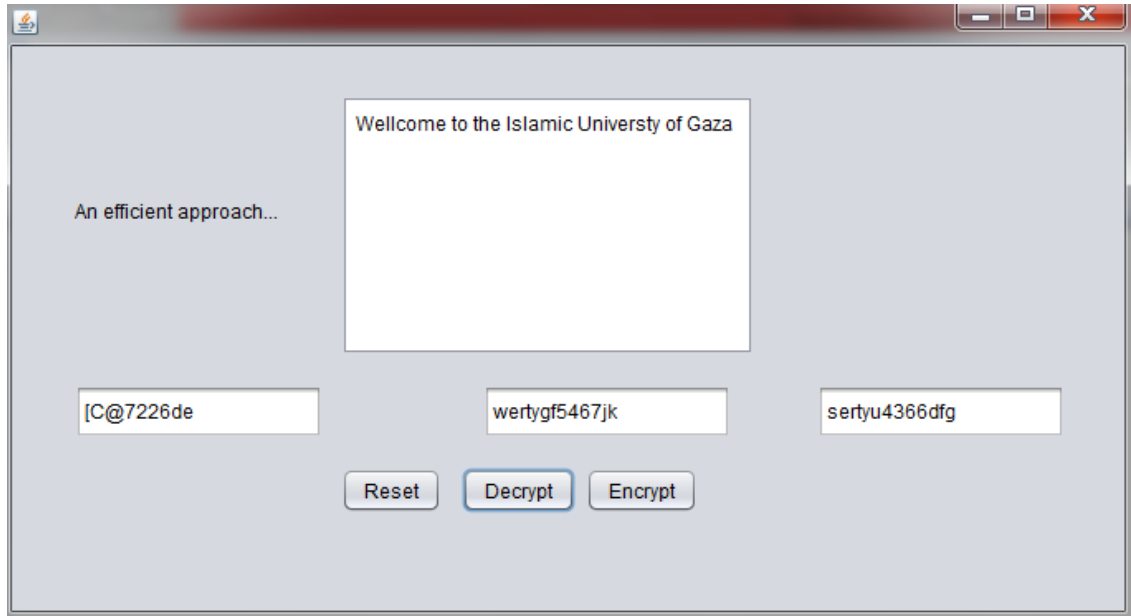 Wellcome to the Islamic Universty of Gaza
An efficient approach...
[C@7226de
wertygf5467jk
sertyu4366dfg
Reset
Decrypt
Encrypt